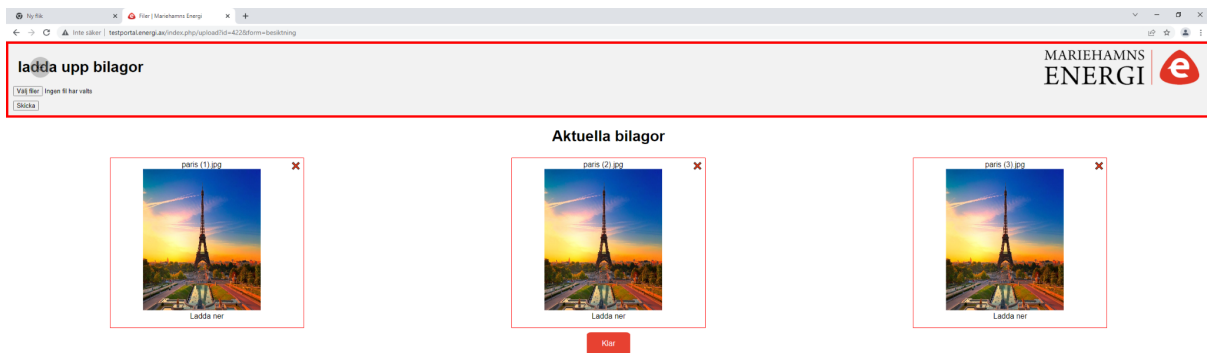 Ny flik
Filer | Mariehamns Energi
Inte säker | testportal.energi.ax/index.php/upload?id=422&form=besiktning
ladda upp bilagor
Välj filer Ingen fil har valts
Skicka
MARIEHAMNS
ENERGI
Aktuella bilagor
paris (1).jpg
Ladda ner
paris (2).jpg
Ladda ner
paris (3).jpg
Ladda ner
Klar